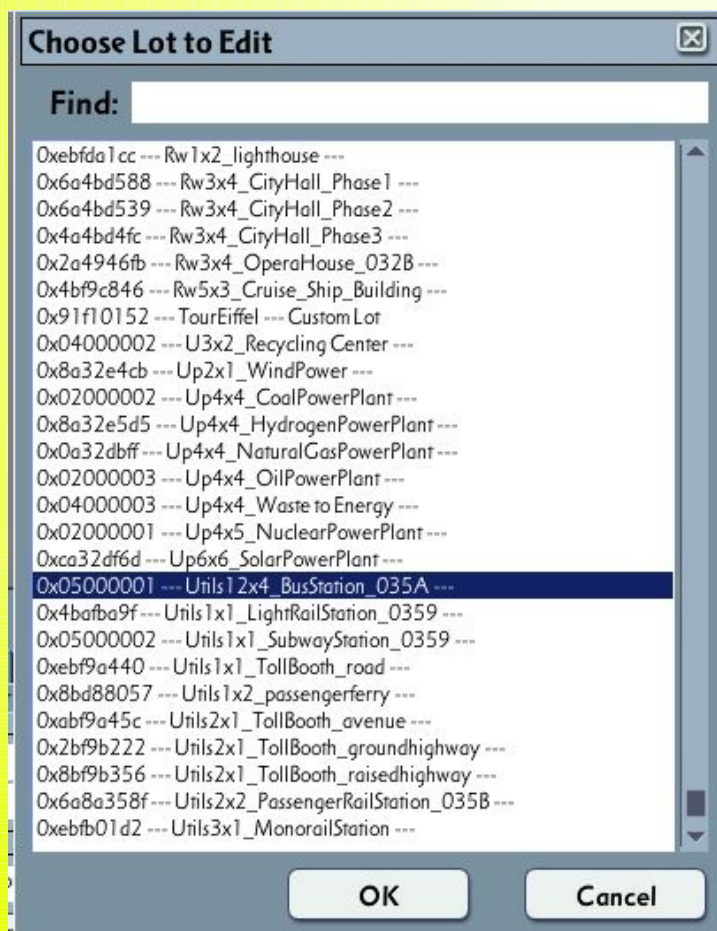 Choose Lot to Edit
Find:
0xebfda1cc --- Rw1x2_lighthouse ---
0x6a4bd588 --- Rw3x4_CityHall_Phase1 ---
0x6a4bd539 --- Rw3x4_CityHall_Phase2 ---
0x4a4bd4fc --- Rw3x4_CityHall_Phase3 ---
0x2a4946fb --- Rw3x4_OperaHouse_032B ---
0x4bf9c846 --- Rw5x3_Cruise_Ship_Building ---
0x91f10152 --- TourEiffel --- Custom Lot
0x04000002 --- U3x2_Recycling Center ---
0x8a32e4cb --- Up2x1_WindPower ---
0x02000002 --- Up4x4_CoalPowerPlant ---
0x8a32e5d5 --- Up4x4_HydrogenPowerPlant ---
0x0a32dbff --- Up4x4_NaturalGasPowerPlant ---
0x02000003 --- Up4x4_OilPowerPlant ---
0x04000003 --- Up4x4_Waste to Energy ---
0x02000001 --- Up4x5_NuclearPowerPlant ---
0xca32df6d --- Up6x6_SolarPowerPlant ---
0x05000001 --- Utils12x4_BusStation_035A ---
0x4bafba9f --- Utils1x1_LightRailStation_0359 ---
0x05000002 --- Utils1x1_SubwayStation_0359 ---
0xebf9a440 --- Utils1x1_TollBooth_road ---
0x8bd88057 --- Utils1x2_passengerferry ---
0xabf9a45c --- Utils2x1_TollBooth_avenue ---
0x2bf9b222 --- Utils2x1_TollBooth_groundhighway ---
0x8bf9b356 --- Utils2x1_TollBooth_raisedhighway ---
0x6a8a358f --- Utils2x2_PassengerRailStation_035B ---
0xebfb01d2 --- Utils3x1_MonorailStation ---
OK Cancel